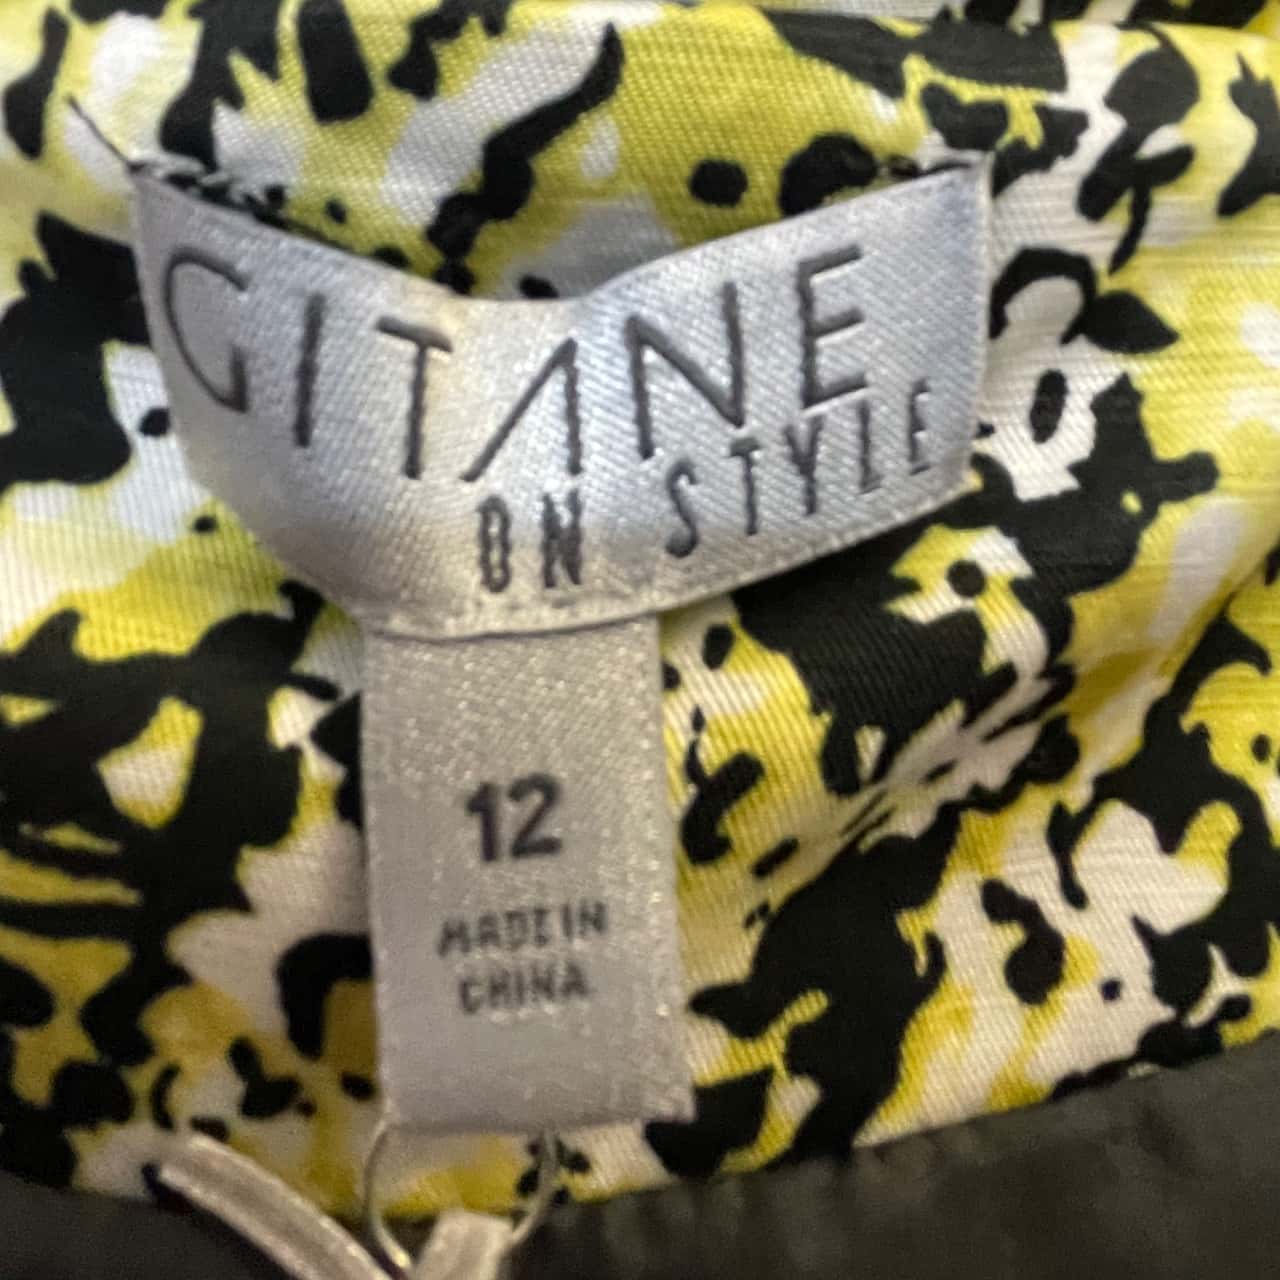 GITANE
ON STYLE
12
MADE IN
CHINA